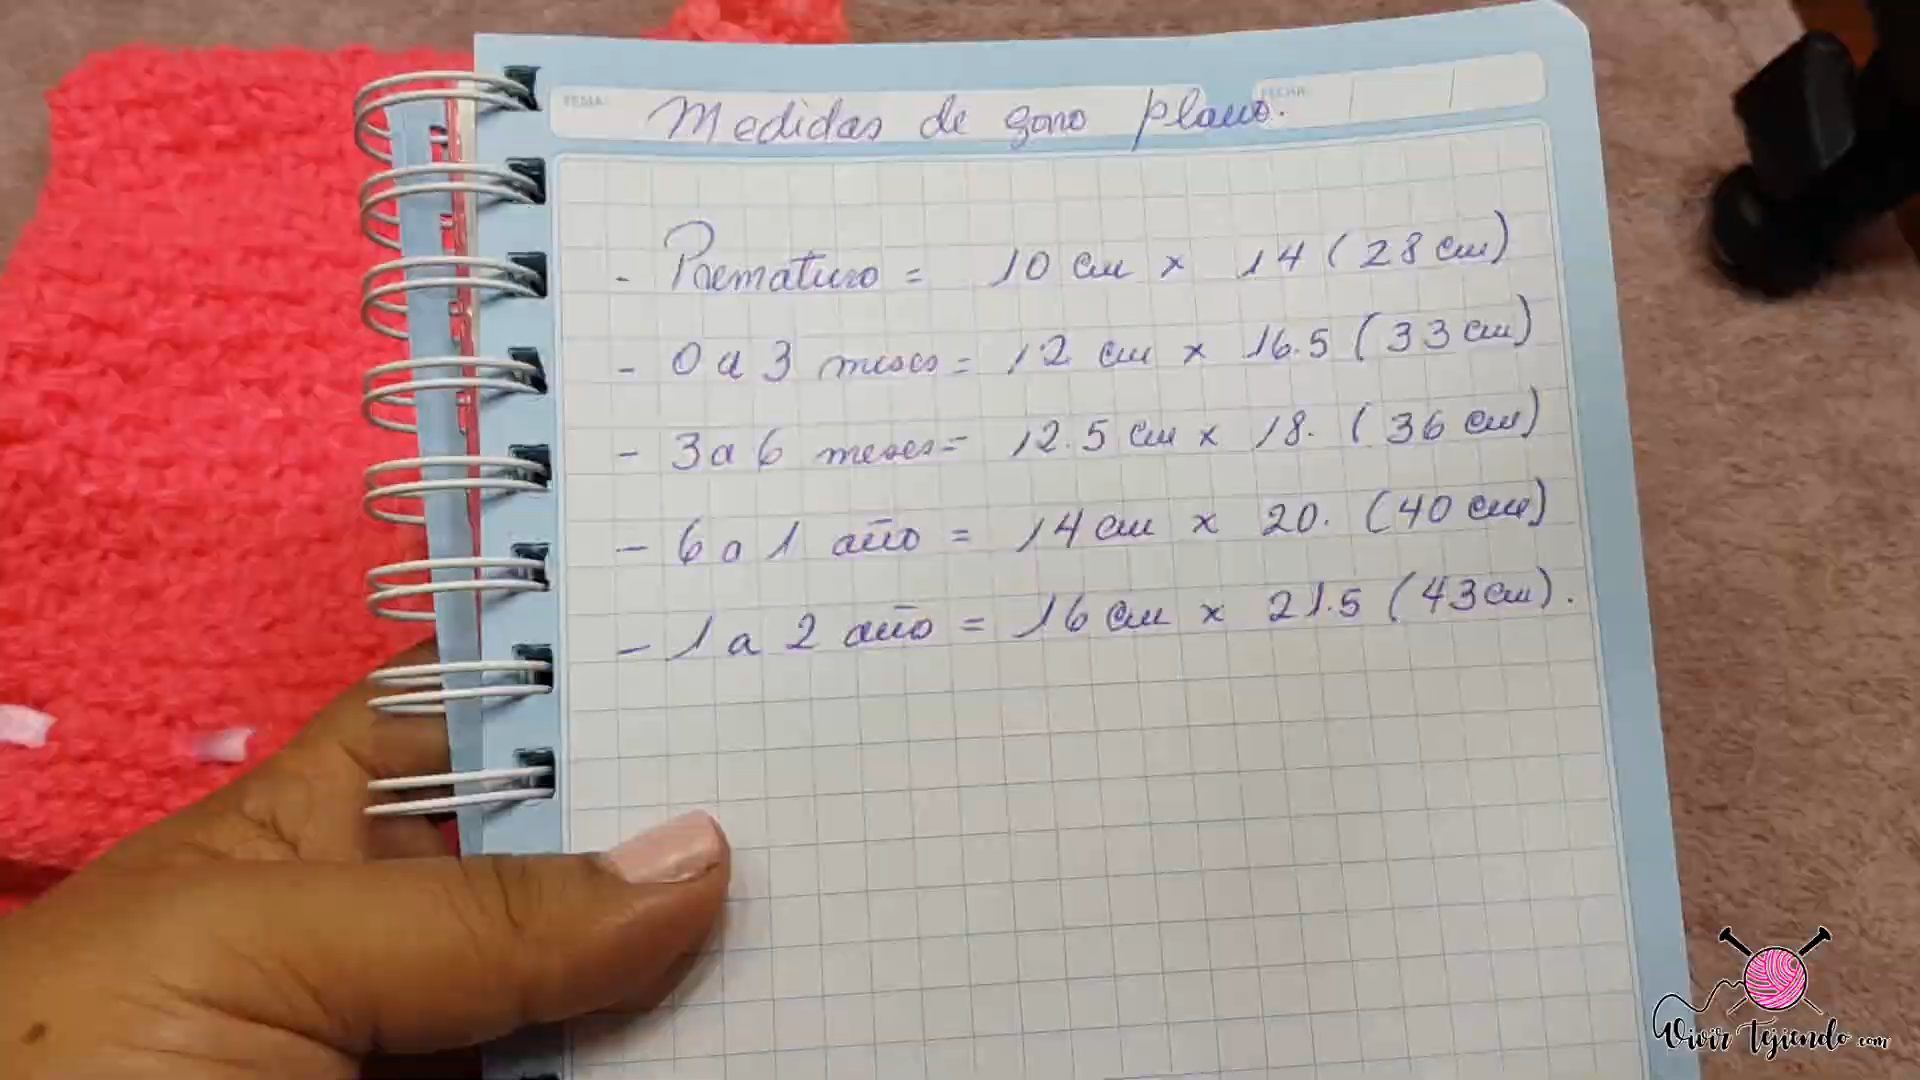 TEMA: Medidas de gorro plano. FECHA:
- Prematuro = 10 cm x 14 (28 cm)
- 0 a 3 meses = 12 cm x 16.5 (33 cm)
- 3 a 6 meses = 12.5 cm x 18. (36 cm)
- 6 a 1 año = 14 cm x 20. (40 cm)
- 1 a 2 año = 16 cm x 21.5 (43 cm).
Vivir Tejiendo.com